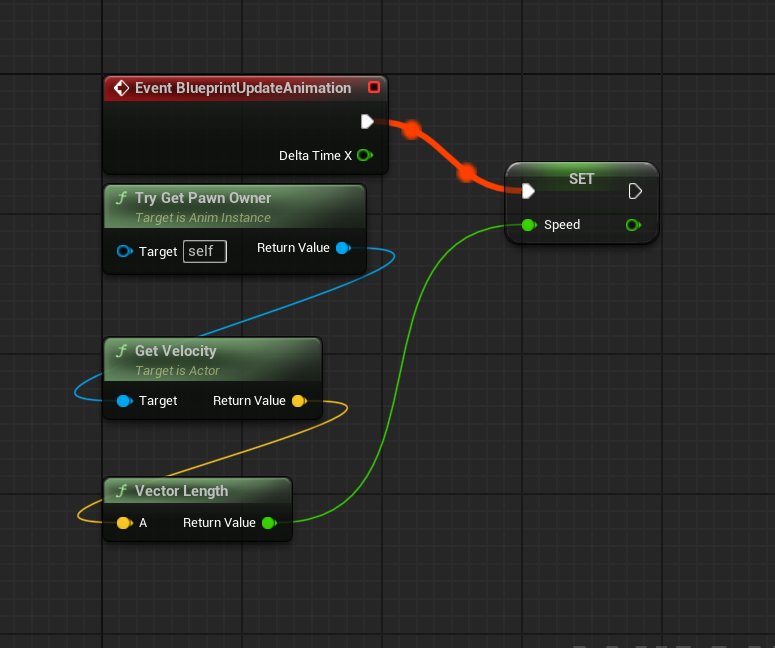 Event BlueprintUpdateAnimation
Delta Time X
SET
Speed
Try Get Pawn Owner
Target is Anim Instance
Target self Return Value
Get Velocity
Target is Actor
Target Return Value
Vector Length
A Return Value